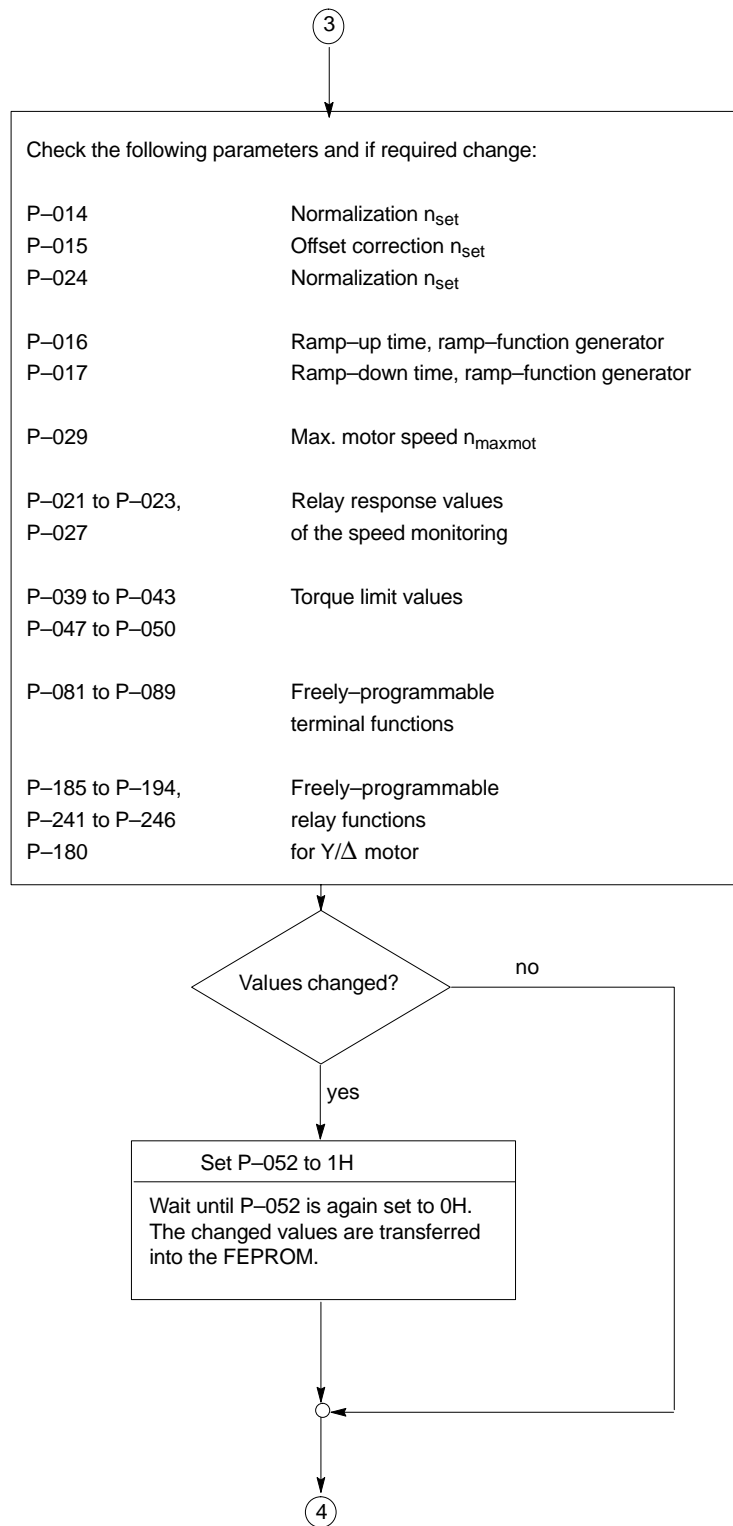 3
Check the following parameters and if required change:
P–014 Normalization nset
P–015 Offset correction nset
P–024 Normalization nset
P–016 Ramp–up time, ramp–function generator
P–017 Ramp–down time, ramp–function generator
P–029 Max. motor speed nmaxmot
P–021 to P–023, Relay response values
P–027 of the speed monitoring
P–039 to P–043 Torque limit values
P–047 to P–050
P–081 to P–089 Freely–programmable
terminal functions
P–185 to P–194, Freely–programmable
P–241 to P–246 relay functions
P–180 for Y/Δ motor
Values changed?
no
yes
Set P–052 to 1H
Wait until P–052 is again set to 0H.
The changed values are transferred
into the FEPROM.
4